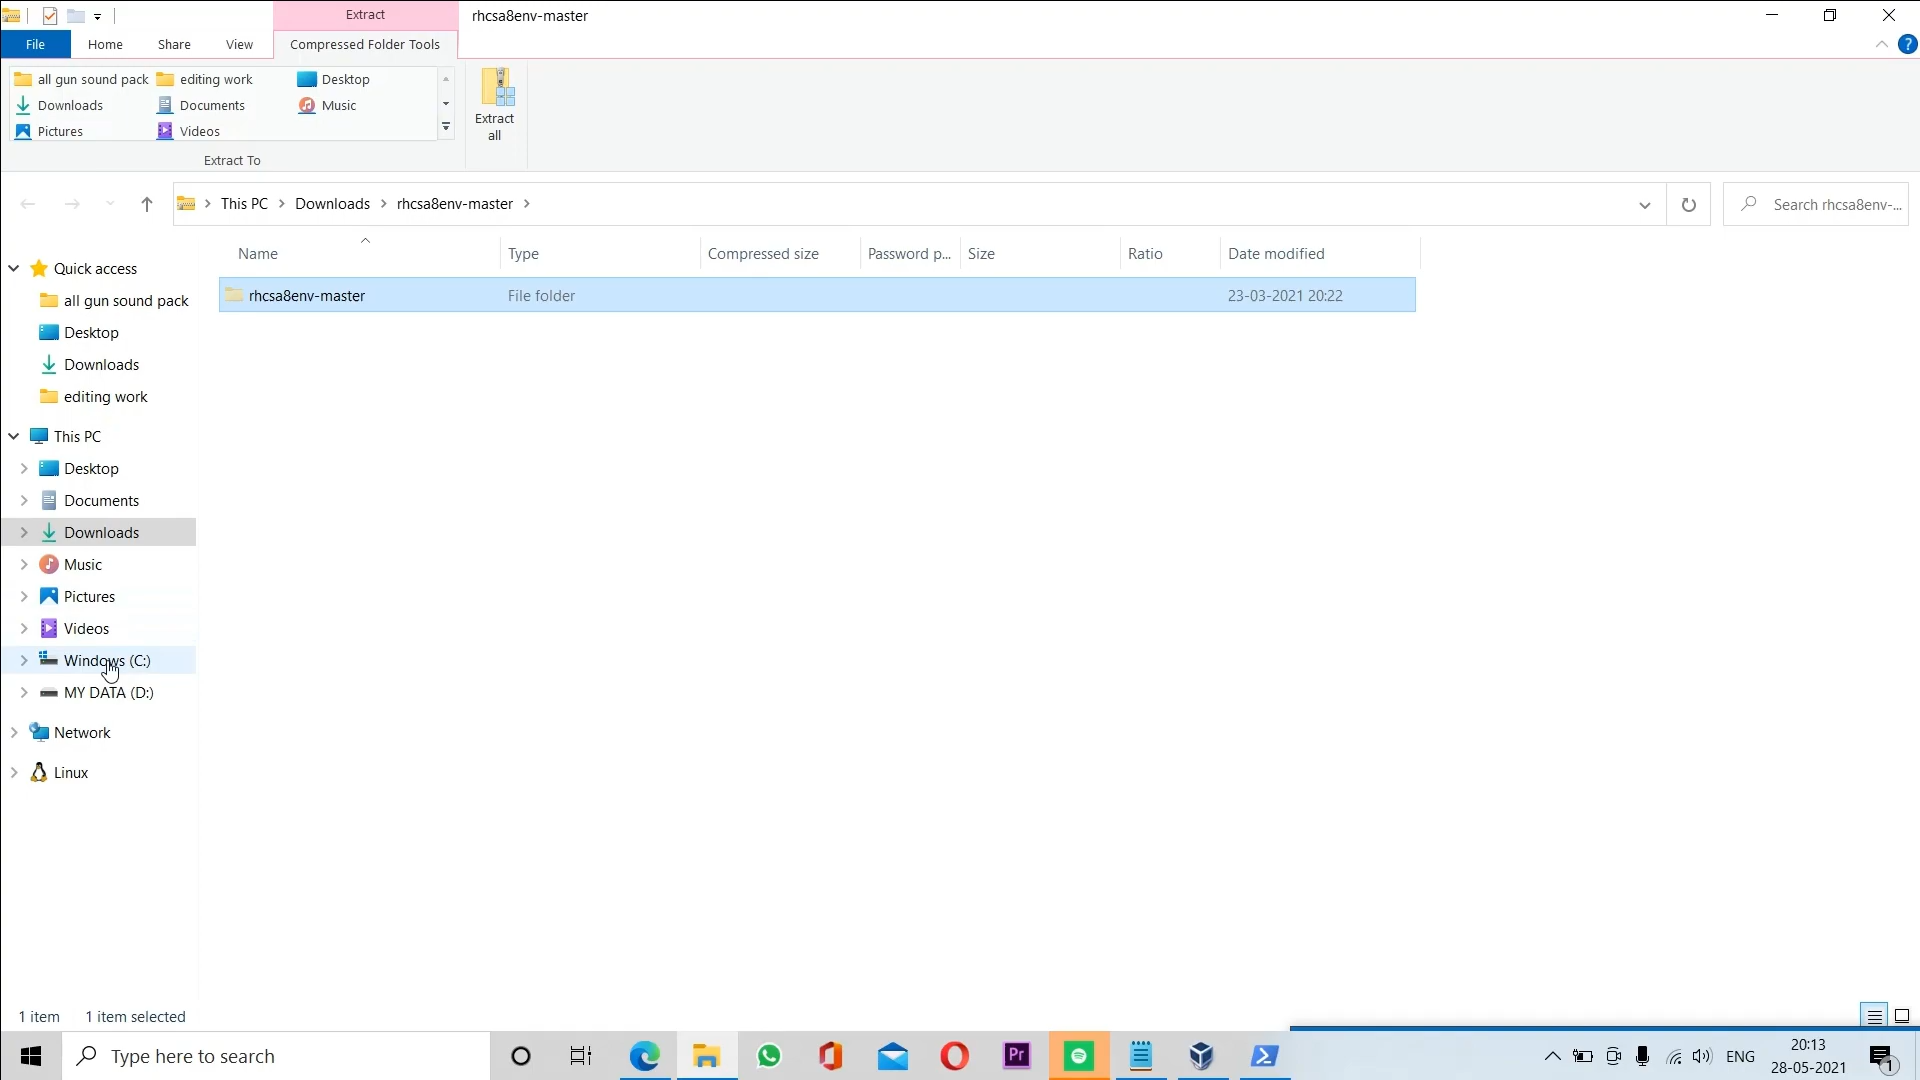 Extract
rhcsa8env-master
File
Home
Share
View
Compressed Folder Tools
?
all gun sound pack
editing work
Desktop
Downloads
Documents
Music
Pictures
Videos
Extract To
Extract
all
This PC
Downloads
rhcsa8env-master
Search rhcsa8env-...
Name
Type
Compressed size
Password p...
Size
Ratio
Date modified
rhcsa8env-master
File folder
23-03-2021 20:22
Quick access
all gun sound pack
Desktop
Downloads
editing work
This PC
Desktop
Documents
Downloads
Music
Pictures
Videos
Windows (C:)
MY DATA (D:)
Network
Linux
1 item
1 item selected
Type here to search
Pr
ENG
20:13
28-05-2021
1